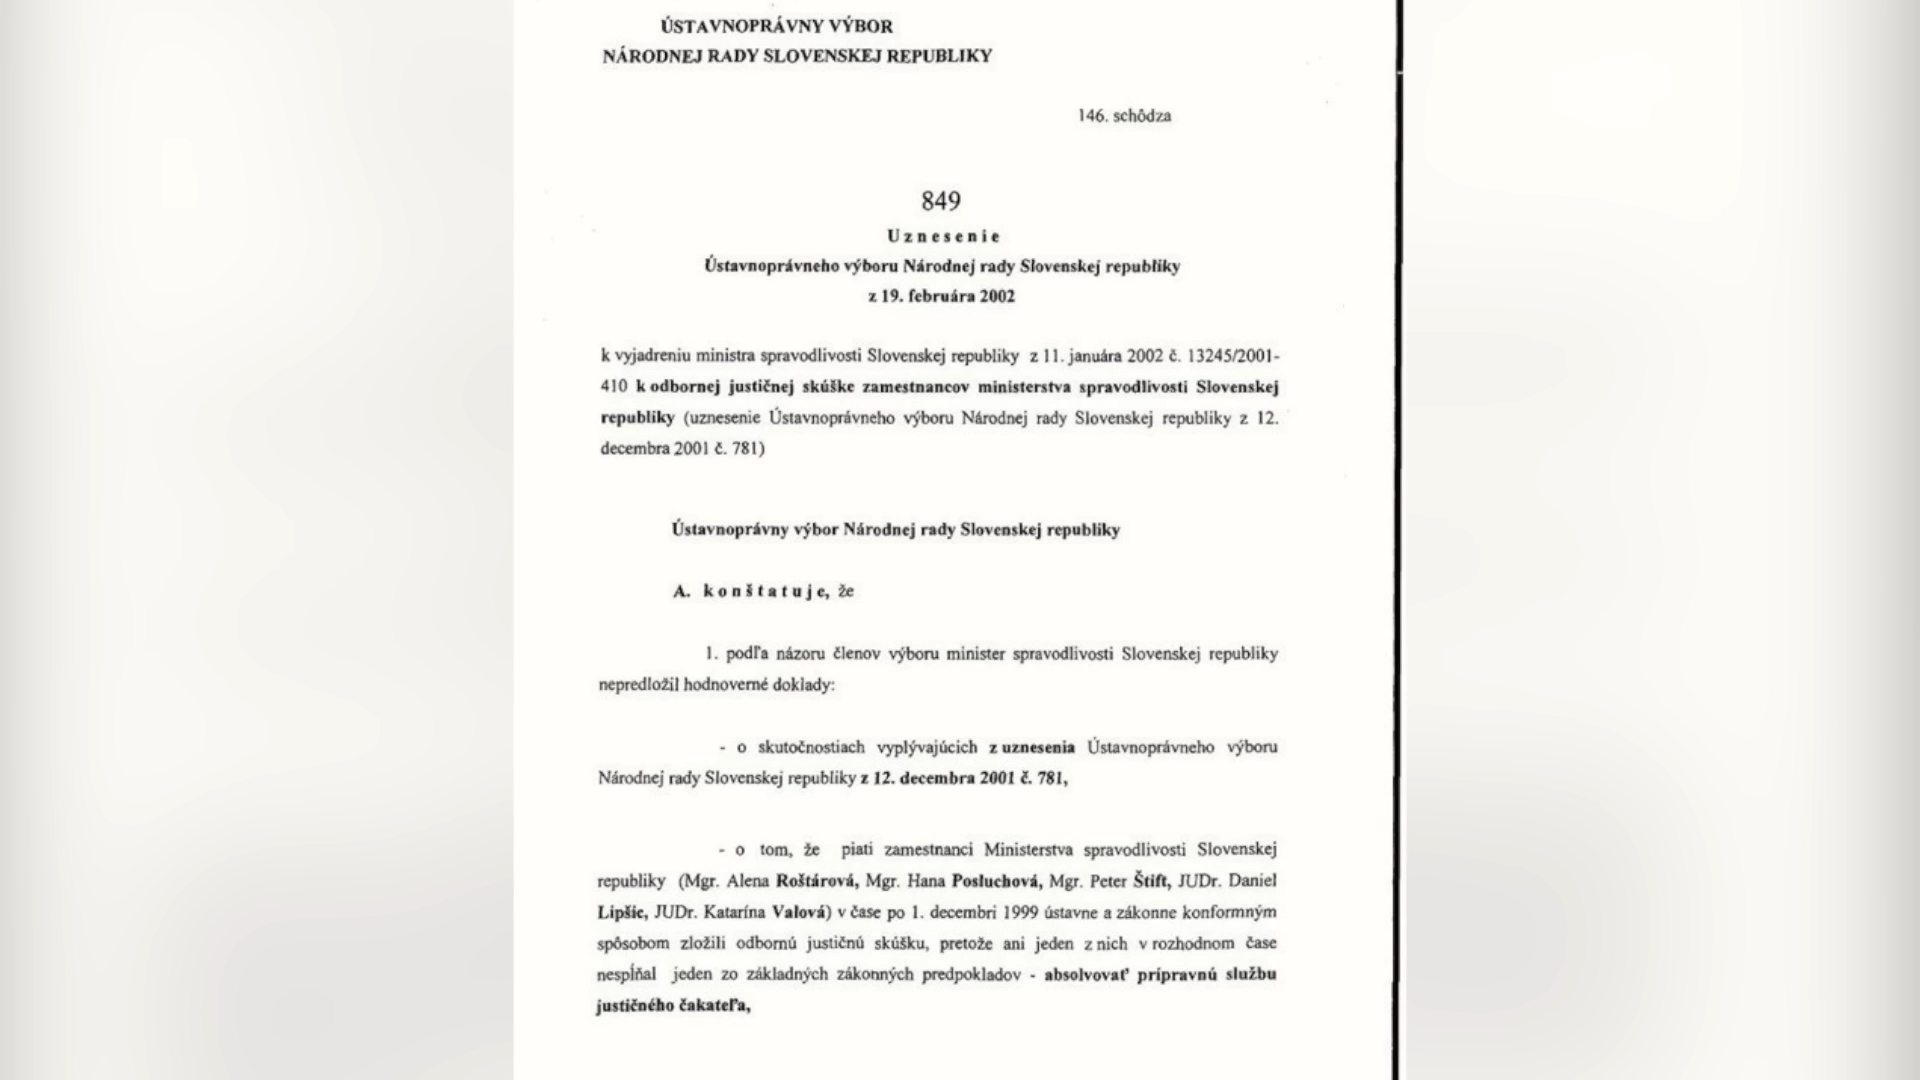 ÚSTAVNOPRÁVNY VÝBOR
NÁRODNEJ RADY SLOVENSKEJ REPUBLIKY
146. schôdza
849
Uznesenie
Ústavnoprávneho výboru Národnej rady Slovenskej republiky
z 19. februára 2002
k vyjadreniu ministra spravodlivosti Slovenskej republiky z 11. januára 2002 č. 13245/2001-
410 k odbornej justičnej skúške zamestnancov ministerstva spravodlivosti Slovenskej
republiky (uznesenie Ústavnoprávneho výboru Národnej rady Slovenskej republiky z 12.
decembra 2001 č. 781)
Ústavnoprávny výbor Národnej rady Slovenskej republiky
A. konštatuje, že
1. podľa názoru členov výboru minister spravodlivosti Slovenskej republiky
nepredložil hodnoverné doklady:
- o skutočnostiach vyplývajúcich z uznesenia Ústavnoprávneho výboru
Národnej rady Slovenskej republiky z 12. decembra 2001 č. 781,
- o tom, že piati zamestnanci Ministerstva spravodlivosti Slovenskej
republiky (Mgr. Alena Roštárová, Mgr. Hana Posluchová, Mgr. Peter Štift, JUDr. Daniel
Lipšic, JUDr. Katarína Valová) v čase po 1. decembri 1999 ústavne a zákonne konformným
spôsobom zložili odbornú justičnú skúšku, pretože ani jeden z nich v rozhodnom čase
nespĺňal jeden zo základných zákonných predpokladov - absolvovať prípravnú službu
justičného čakateľa,